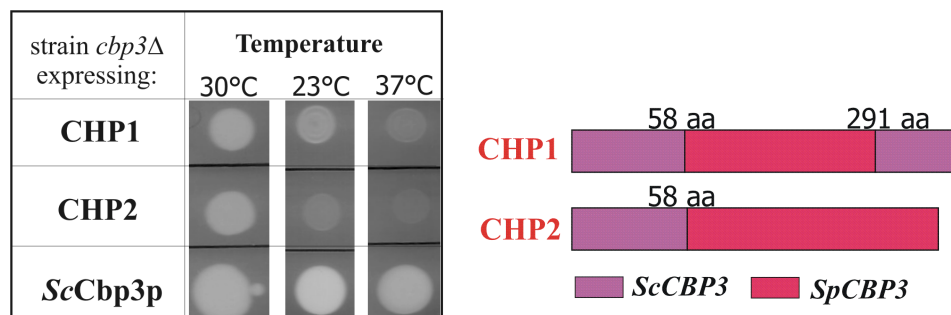 strain cbp3Δ
expressing:
Temperature
30°C 23°C 37°C
CHP1
CHP2
ScCbp3p
58 aa 291 aa
CHP1
58 aa
CHP2
ScCBP3 SpCBP3